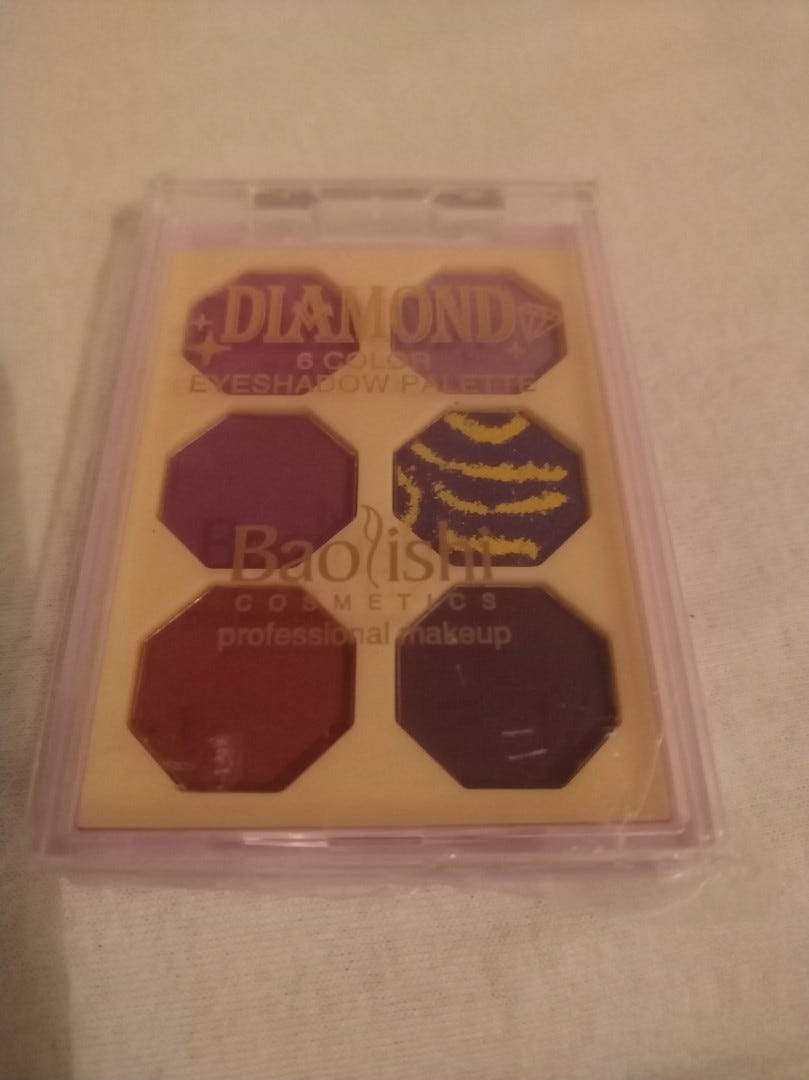 DIAMOND
6 COLOR
EYESHADOW PALETTE
Baolishi
COSMETICS
professional makeup